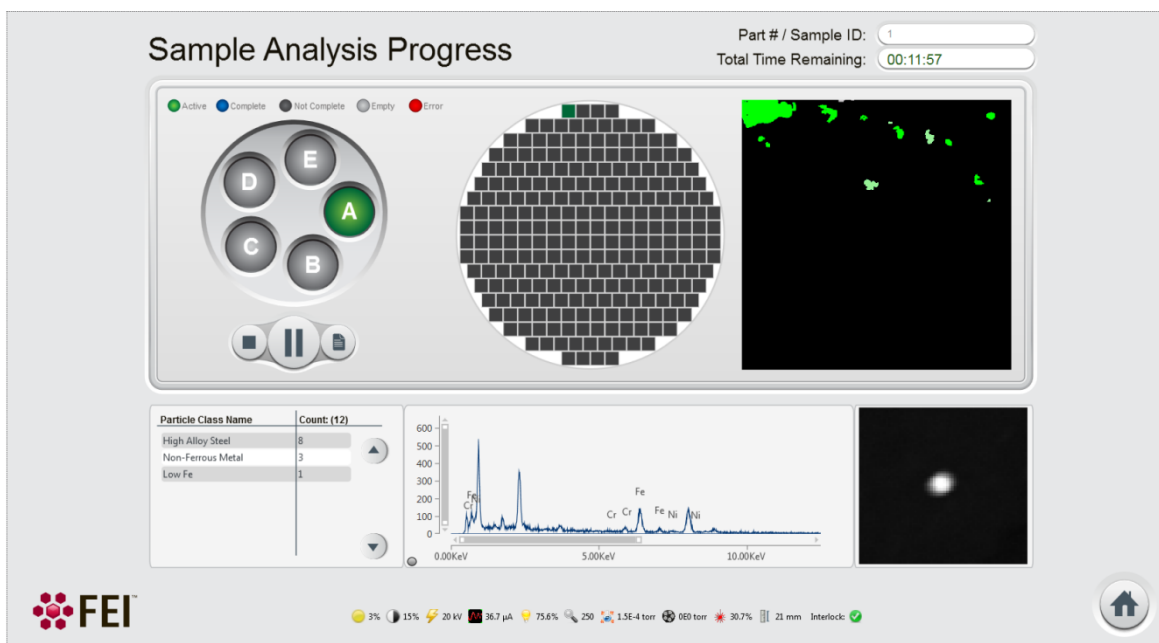 Sample Analysis Progress
Part # / Sample ID: 1
Total Time Remaining: 00:11:57
Active Complete Not Complete Empty Error
E
D
A
C
B
Particle Class Name Count: (12)
High Alloy Steel 8
Non-Ferrous Metal 3
Low Fe 1
600
500
400
300
200
100
0
Fe
Ni
Cr
Cr Cr Fe Fe Ni Ni
0.00KeV 5.00KeV 10.00KeV
FEI™
3% 15% 20 kV 36.7 µA 75.6% 250 1.5E-4 torr 0E0 torr 30.7% 21 mm Interlock: